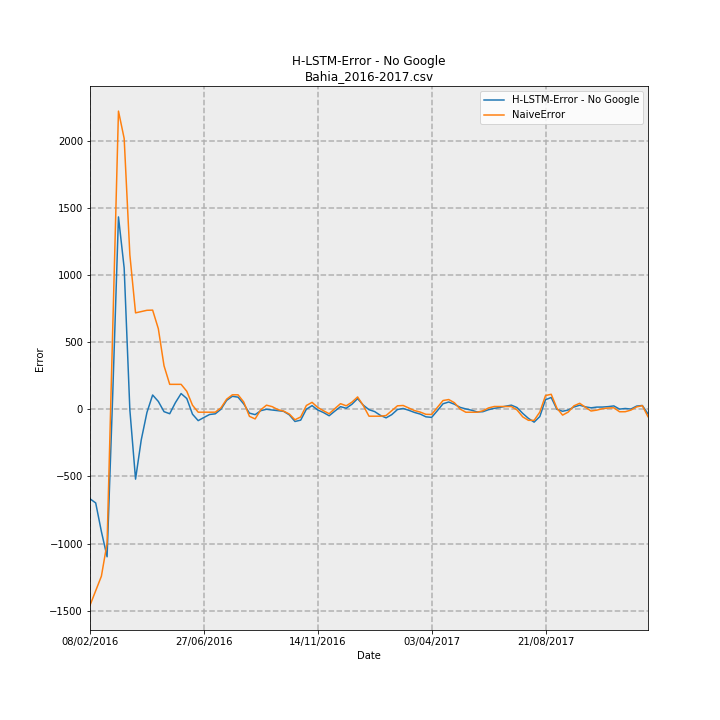 H-LSTM-Error - No Google
Bahia_2016-2017.csv
H-LSTM-Error - No Google
NaiveError
2000
1500
1000
500
0
−500
−1000
−1500
Error
08/02/2016
27/06/2016
14/11/2016
03/04/2017
21/08/2017
Date